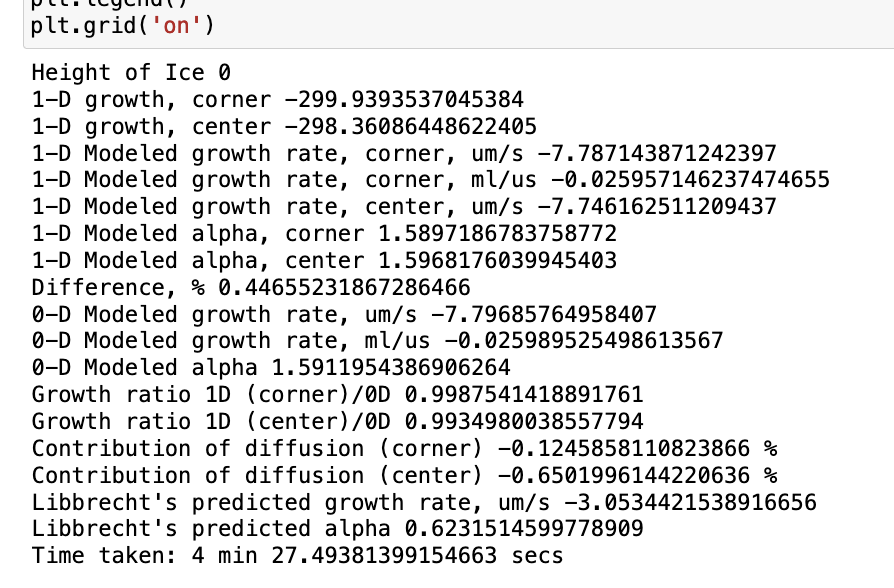 plt.legend()
plt.grid('on')
Height of Ice 0
1-D growth, corner -299.9393537045384
1-D growth, center -298.36086448622405
1-D Modeled growth rate, corner, um/s -7.787143871242397
1-D Modeled growth rate, corner, ml/us -0.025957146237474655
1-D Modeled growth rate, center, um/s -7.746162511209437
1-D Modeled alpha, corner 1.5897186783758772
1-D Modeled alpha, center 1.5968176039945403
Difference, % 0.44655231867286466
0-D Modeled growth rate, um/s -7.79685764958407
0-D Modeled growth rate, ml/us -0.025989525498613567
0-D Modeled alpha 1.5911954386906264
Growth ratio 1D (corner)/0D 0.9987541418891761
Growth ratio 1D (center)/0D 0.9934980038557794
Contribution of diffusion (corner) -0.1245858110823866 %
Contribution of diffusion (center) -0.6501996144220636 %
Libbrecht's predicted growth rate, um/s -3.0534421538916656
Libbrecht's predicted alpha 0.6231514599778909
Time taken: 4 min 27.49381399154663 secs